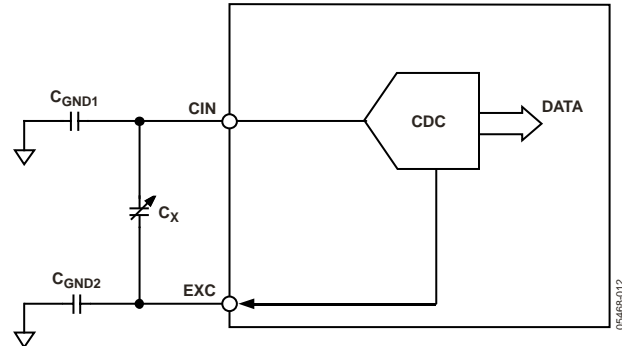 CGND1
CIN
CDC
DATA
CX
CGND2
EXC
05468-012